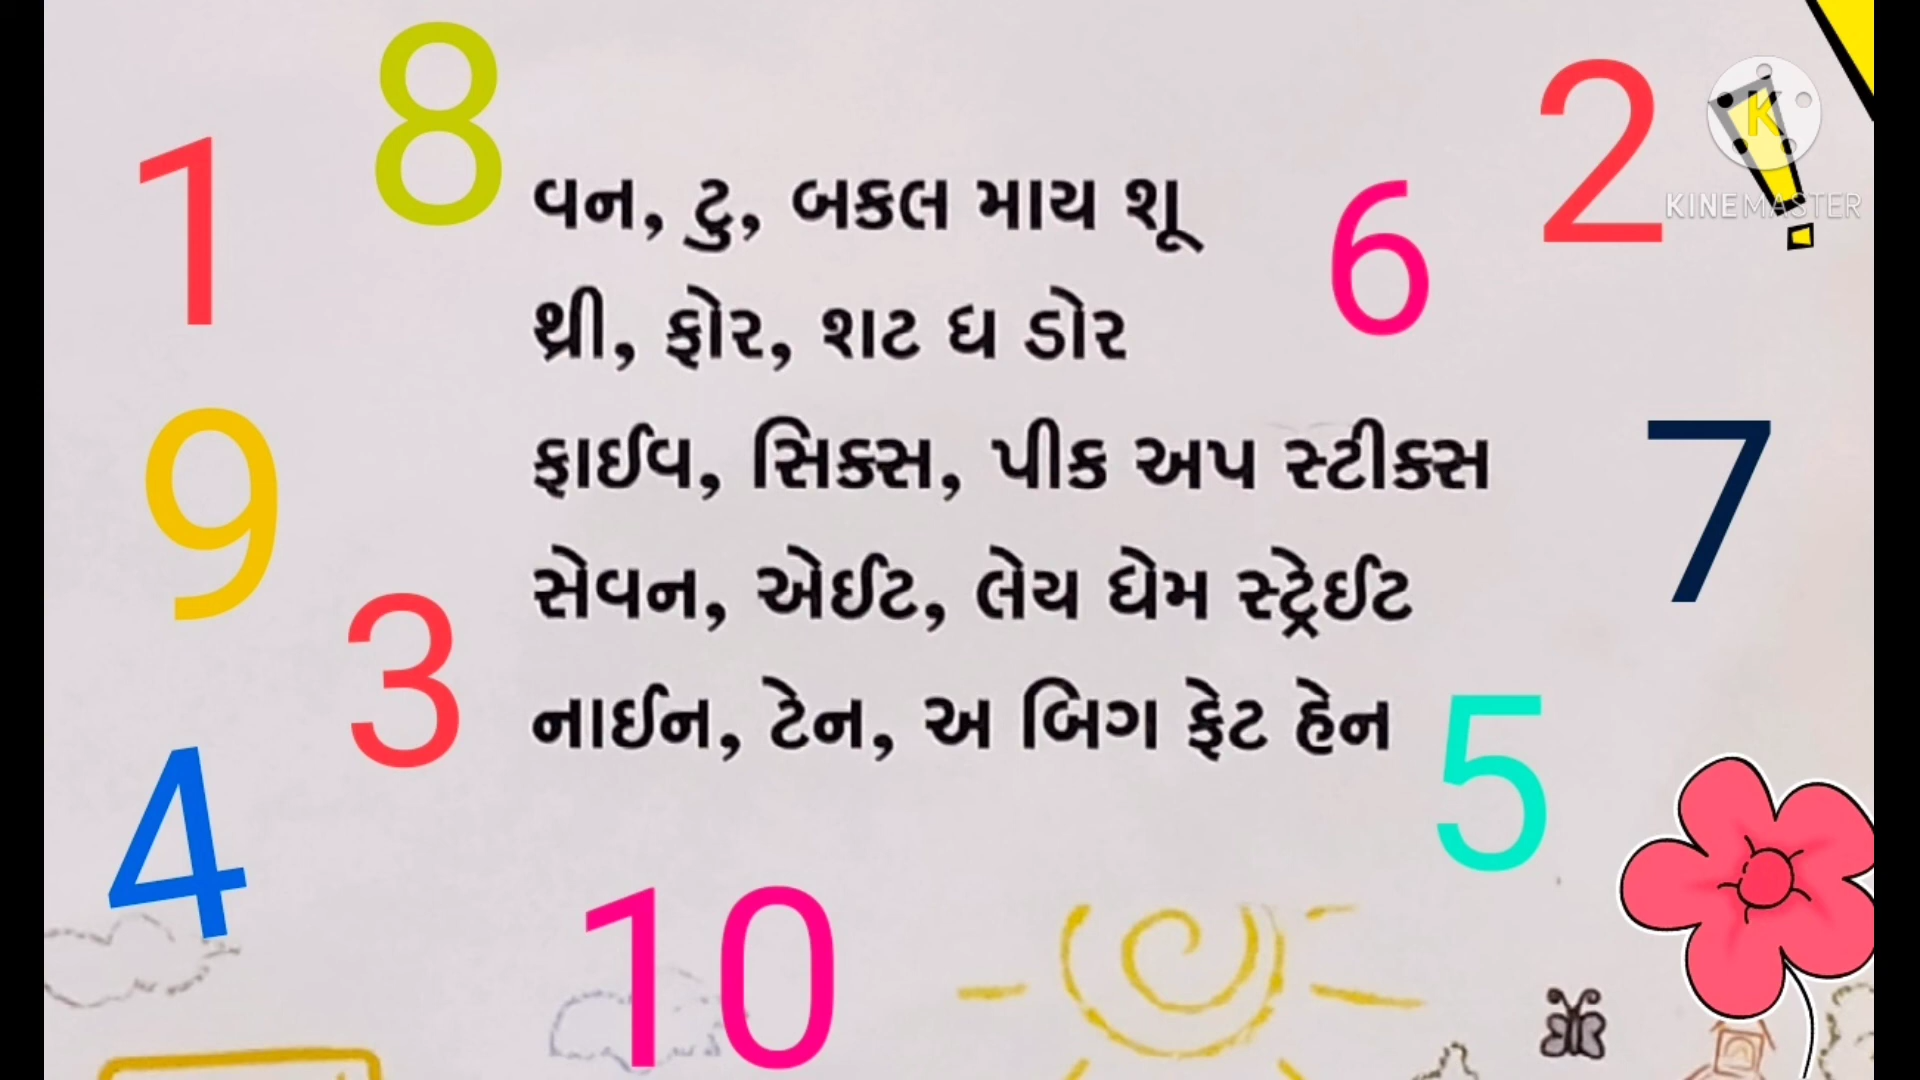 8
2
1
વન, ટુ, બકલ માય શૂ
6
K
KINEMASTER
થ્રી, ફોર, શટ ધ ડોર
9
ફાઈવ, સિક્સ, પીક અપ સ્ટીક્સ
7
3
સેવન, એઈટ, લેય ધેમ સ્ટ્રેઈટ
નાઈન, ટેન, અ બિગ ફેટ હેન
5
4
10